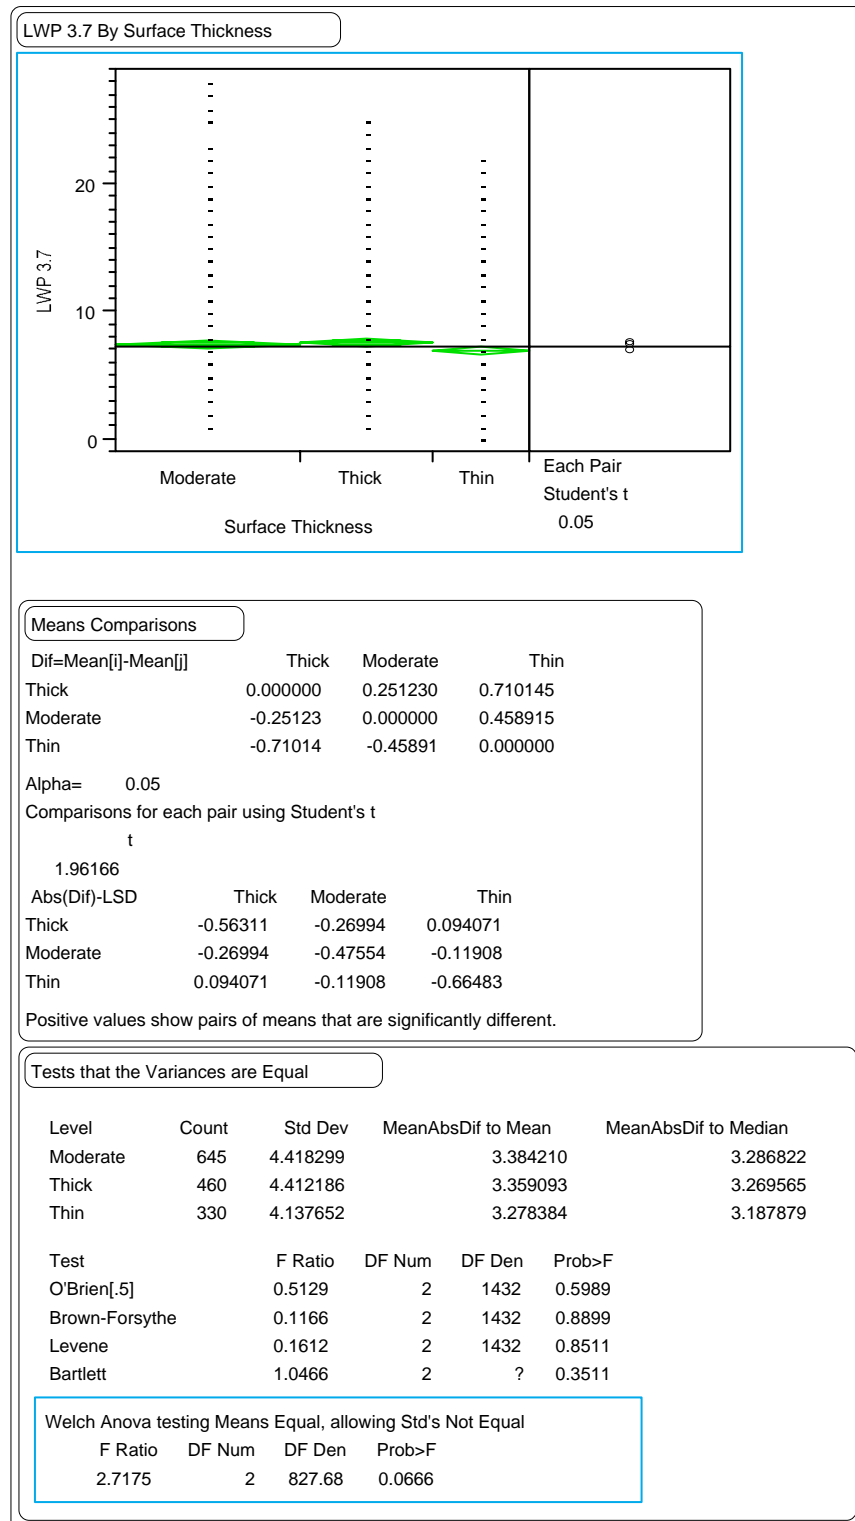 LWP 3.7 By Surface Thickness
LWP 3.7
20
10
0
Moderate Thick Thin
Surface Thickness
Each Pair
Student's t
0.05
Means Comparisons
Dif=Mean[i]-Mean[j] Thick Moderate Thin
Thick 0.000000 0.251230 0.710145
Moderate -0.25123 0.000000 0.458915
Thin -0.71014 -0.45891 0.000000
Alpha= 0.05
Comparisons for each pair using Student's t
t
1.96166
Abs(Dif)-LSD Thick Moderate Thin
Thick -0.56311 -0.26994 0.094071
Moderate -0.26994 -0.47554 -0.11908
Thin 0.094071 -0.11908 -0.66483
Positive values show pairs of means that are significantly different.
Tests that the Variances are Equal
Level Count Std Dev MeanAbsDif to Mean MeanAbsDif to Median
Moderate 645 4.418299 3.384210 3.286822
Thick 460 4.412186 3.359093 3.269565
Thin 330 4.137652 3.278384 3.187879
Test F Ratio DF Num DF Den Prob>F
O'Brien[.5] 0.5129 2 1432 0.5989
Brown-Forsythe 0.1166 2 1432 0.8899
Levene 0.1612 2 1432 0.8511
Bartlett 1.0466 2 ? 0.3511
Welch Anova testing Means Equal, allowing Std's Not Equal
F Ratio DF Num DF Den Prob>F
2.7175 2 827.68 0.0666